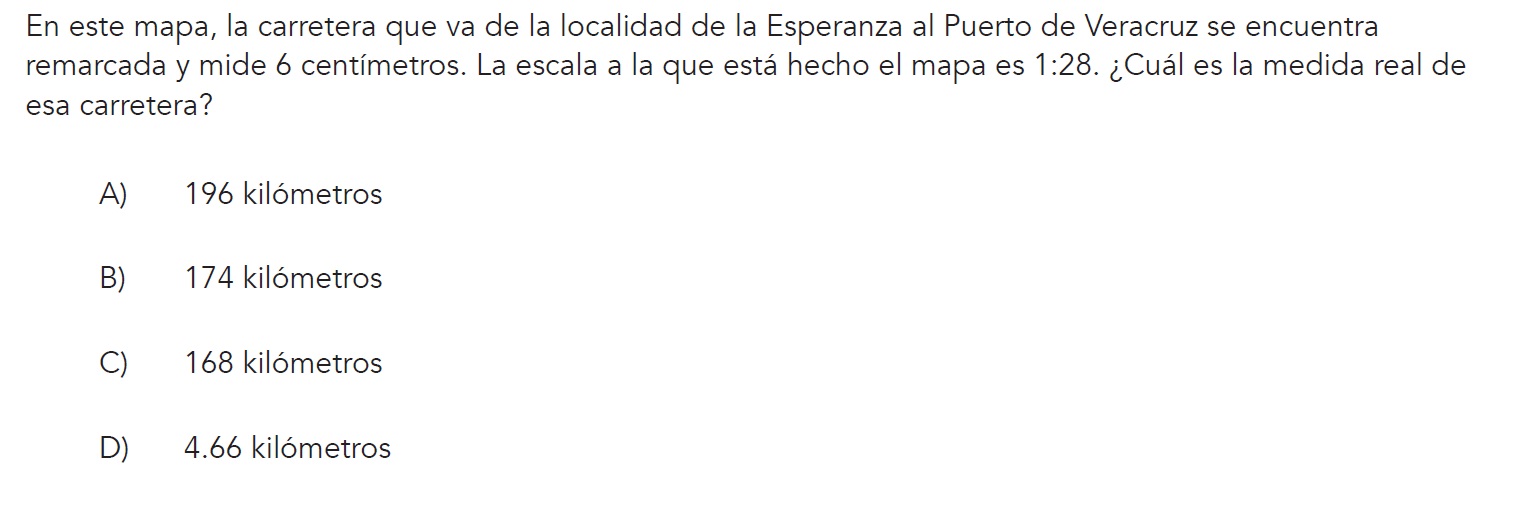 En este mapa, la carretera que va de la localidad de la Esperanza al Puerto de Veracruz se encuentra
remarcada y mide 6 centímetros. La escala a la que está hecho el mapa es 1:28. ¿Cuál es la medida real de
esa carretera?
A) 196 kilómetros
B) 174 kilómetros
C) 168 kilómetros
D) 4.66 kilómetros